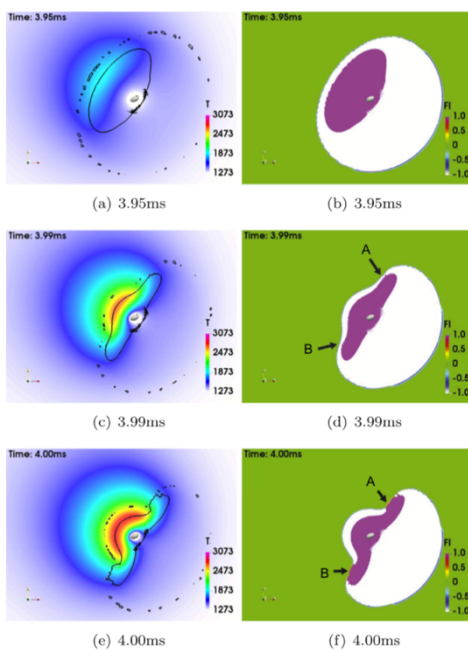 Time: 3.95ms
T
3073
2473
1873
1273
Time: 3.95ms
FI
1.0
0.5
0.0
-0.5
-1.0
(a) 3.95ms
(b) 3.95ms
Time: 3.99ms
T
3073
2473
1873
1273
Time: 3.99ms
A
B
FI
1.0
0.5
0.0
-0.5
-1.0
(c) 3.99ms
(d) 3.99ms
Time: 4.00ms
T
3073
2473
1873
1273
Time: 4.00ms
A
B
FI
1.0
0.5
0.0
-0.5
-1.0
(e) 4.00ms
(f) 4.00ms